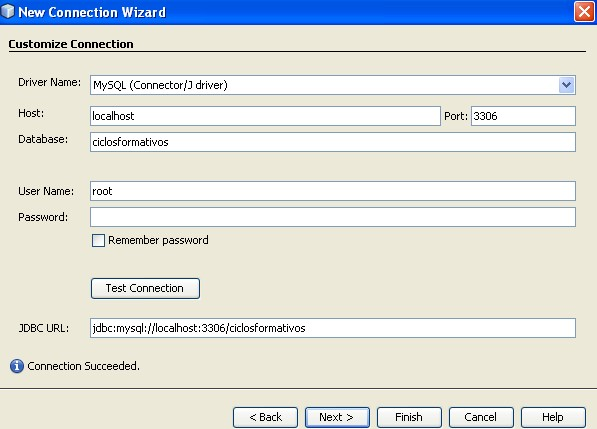 New Connection Wizard
Customize Connection
Driver Name: MySQL (Connector/J driver)
Host: localhost Port: 3306
Database: ciclosformativos
User Name: root
Password:
Remember password
Test Connection
JDBC URL: jdbc:mysql://localhost:3306/ciclosformativos
Connection Succeeded.
< Back Next > Finish Cancel Help